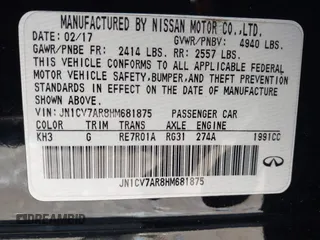 MANUFACTURED BY NISSAN MOTOR CO.,LTD.
DATE: 02/17 GVWR/PNBV: 4940 LBS.
GAWR/PNBE FR: 2414 LBS. RR: 2557 LBS.
THIS VEHICLE CONFORMS TO ALL APPLICABLE FEDERAL
MOTOR VEHICLE SAFETY,BUMPER,AND THEFT PREVENTION
STANDARDS IN EFFECT ON THE DATE OF MANUFACTURE
SHOWN ABOVE.
VIN: JN1CV7AR8HM681875 PASSENGER CAR
COLOR TRIM TRANS AXLE ENGINE
KH3 G RE7R01A RG31 274A 1991CC
JN1CV7AR8HM681875
INFINITI